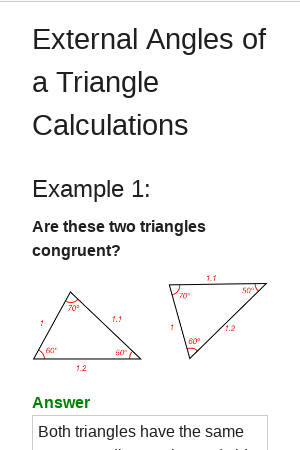 External Angles of
a Triangle
Calculations
Example 1:
Are these two triangles
congruent?
1.1
70°
50°
70°
1
1.1
1
1.2
60°
60°
60°
1.2
Answer
Both triangles have the same